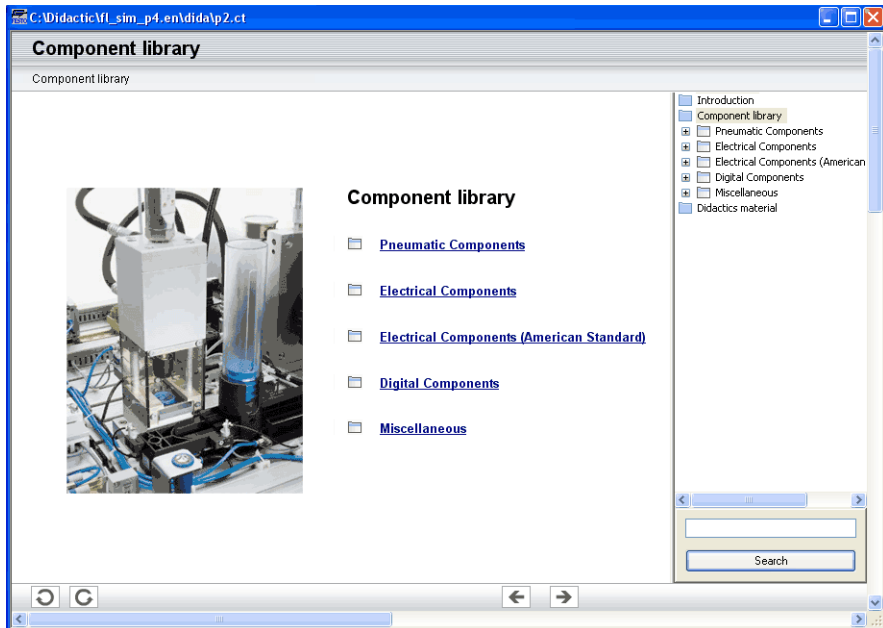 C:\Didactic\fl_sim_p4.en\dida\p2.ct
Component library
Component library
Component library
Pneumatic Components
Electrical Components
Electrical Components (American Standard)
Digital Components
Miscellaneous
Introduction
Component library
Pneumatic Components
Electrical Components
Electrical Components (American
Digital Components
Miscellaneous
Didactics material
Search